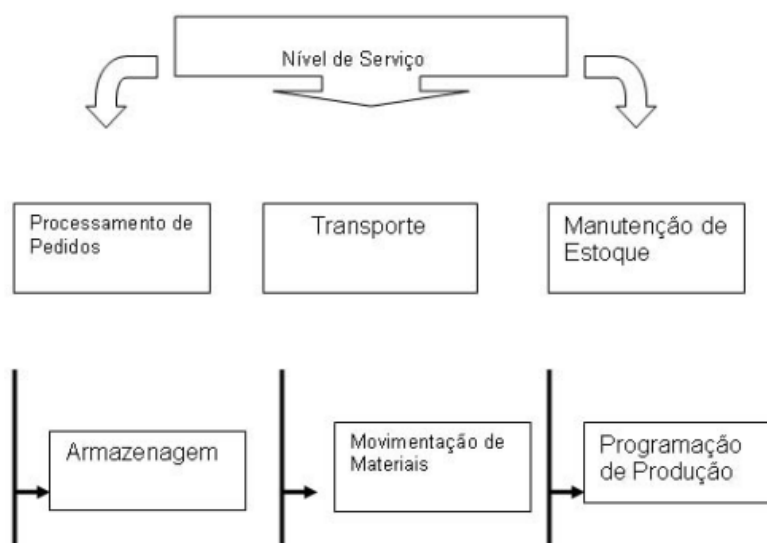 Nível de Serviço
Processamento de
Pedidos
Transporte
Manutenção de
Estoque
Armazenagem
Movimentação de
Materiais
Programação
de Produção